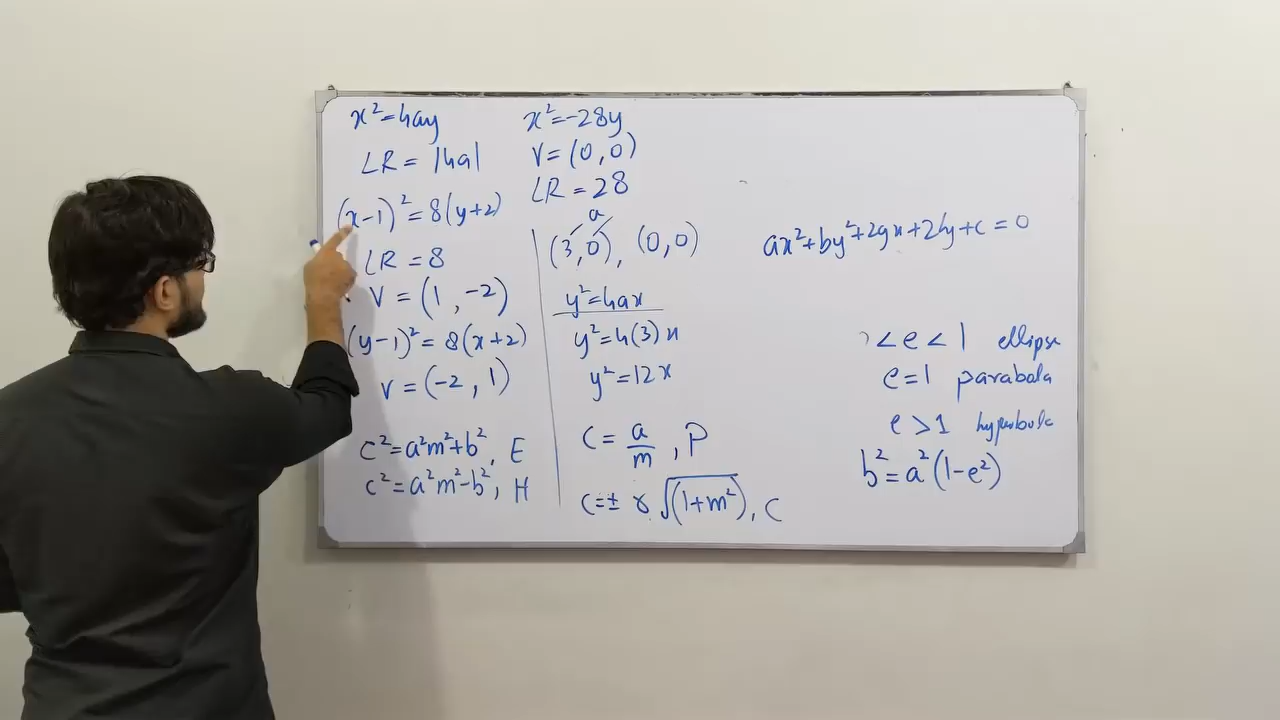 x²=4ay
LR = |4a|
(x-1)² = 8(y+2)
LR = 8
V = (1, -2)
(y-1)² = 8(x+2)
V = (-2, 1)
c²=a²m²+b², E
c²=a²m²-b², H
x²=-28y
V=(0,0)
LR=28
a
(3,0), (0,0)
y²=4ax
y²=4(3)x
y²=12x
C = a/m, P
C=± r√(1+m²), C
ax²+by²+2gx+2fy+c=0
<e<1 ellipse
e=1 parabola
e>1 hyperbola
b²=a²(1-e²)